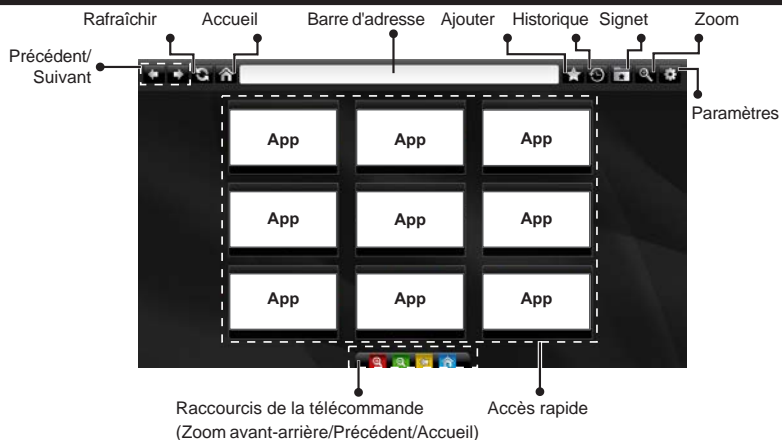 Rafraîchir Accueil Barre d'adresse Ajouter Historique Signet Zoom
Précédent/
Suivant
Paramètres
App App App
App App App
App App App
Raccourcis de la télécommande
(Zoom avant-arrière/Précédent/Accueil)
Accès rapide